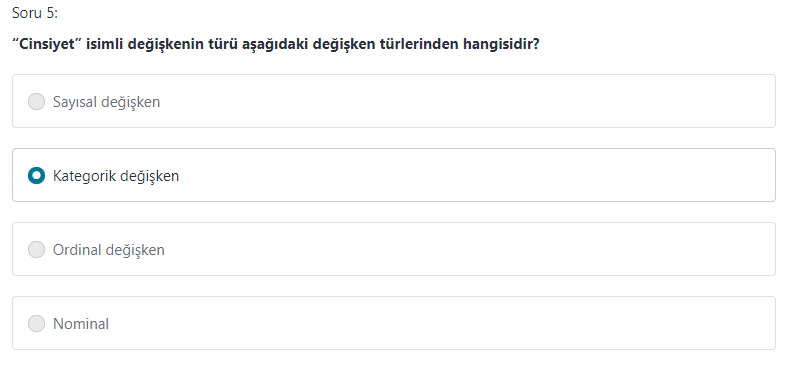 Soru 5:
“Cinsiyet” isimli değişkenin türü aşağıdaki değişken türlerinden hangisidir?
Sayısal değişken
Kategorik değişken
Ordinal değişken
Nominal